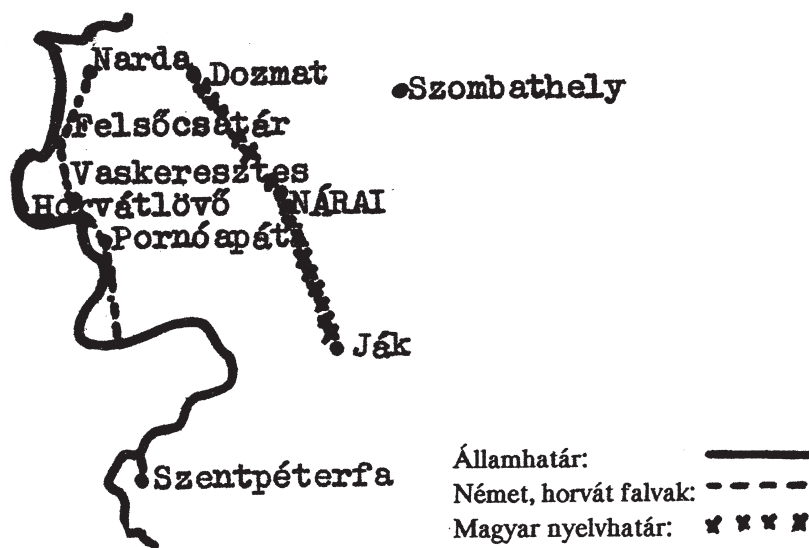 Narda
Dozmat
Szombathely
Felsőcsatár
Vaskeresztes
Horvátlövő
NÁRAI
Pornóapáti
Ják
Szentpéterfa
Államhatár:
Német, horvát falvak:
Magyar nyelvhatár: